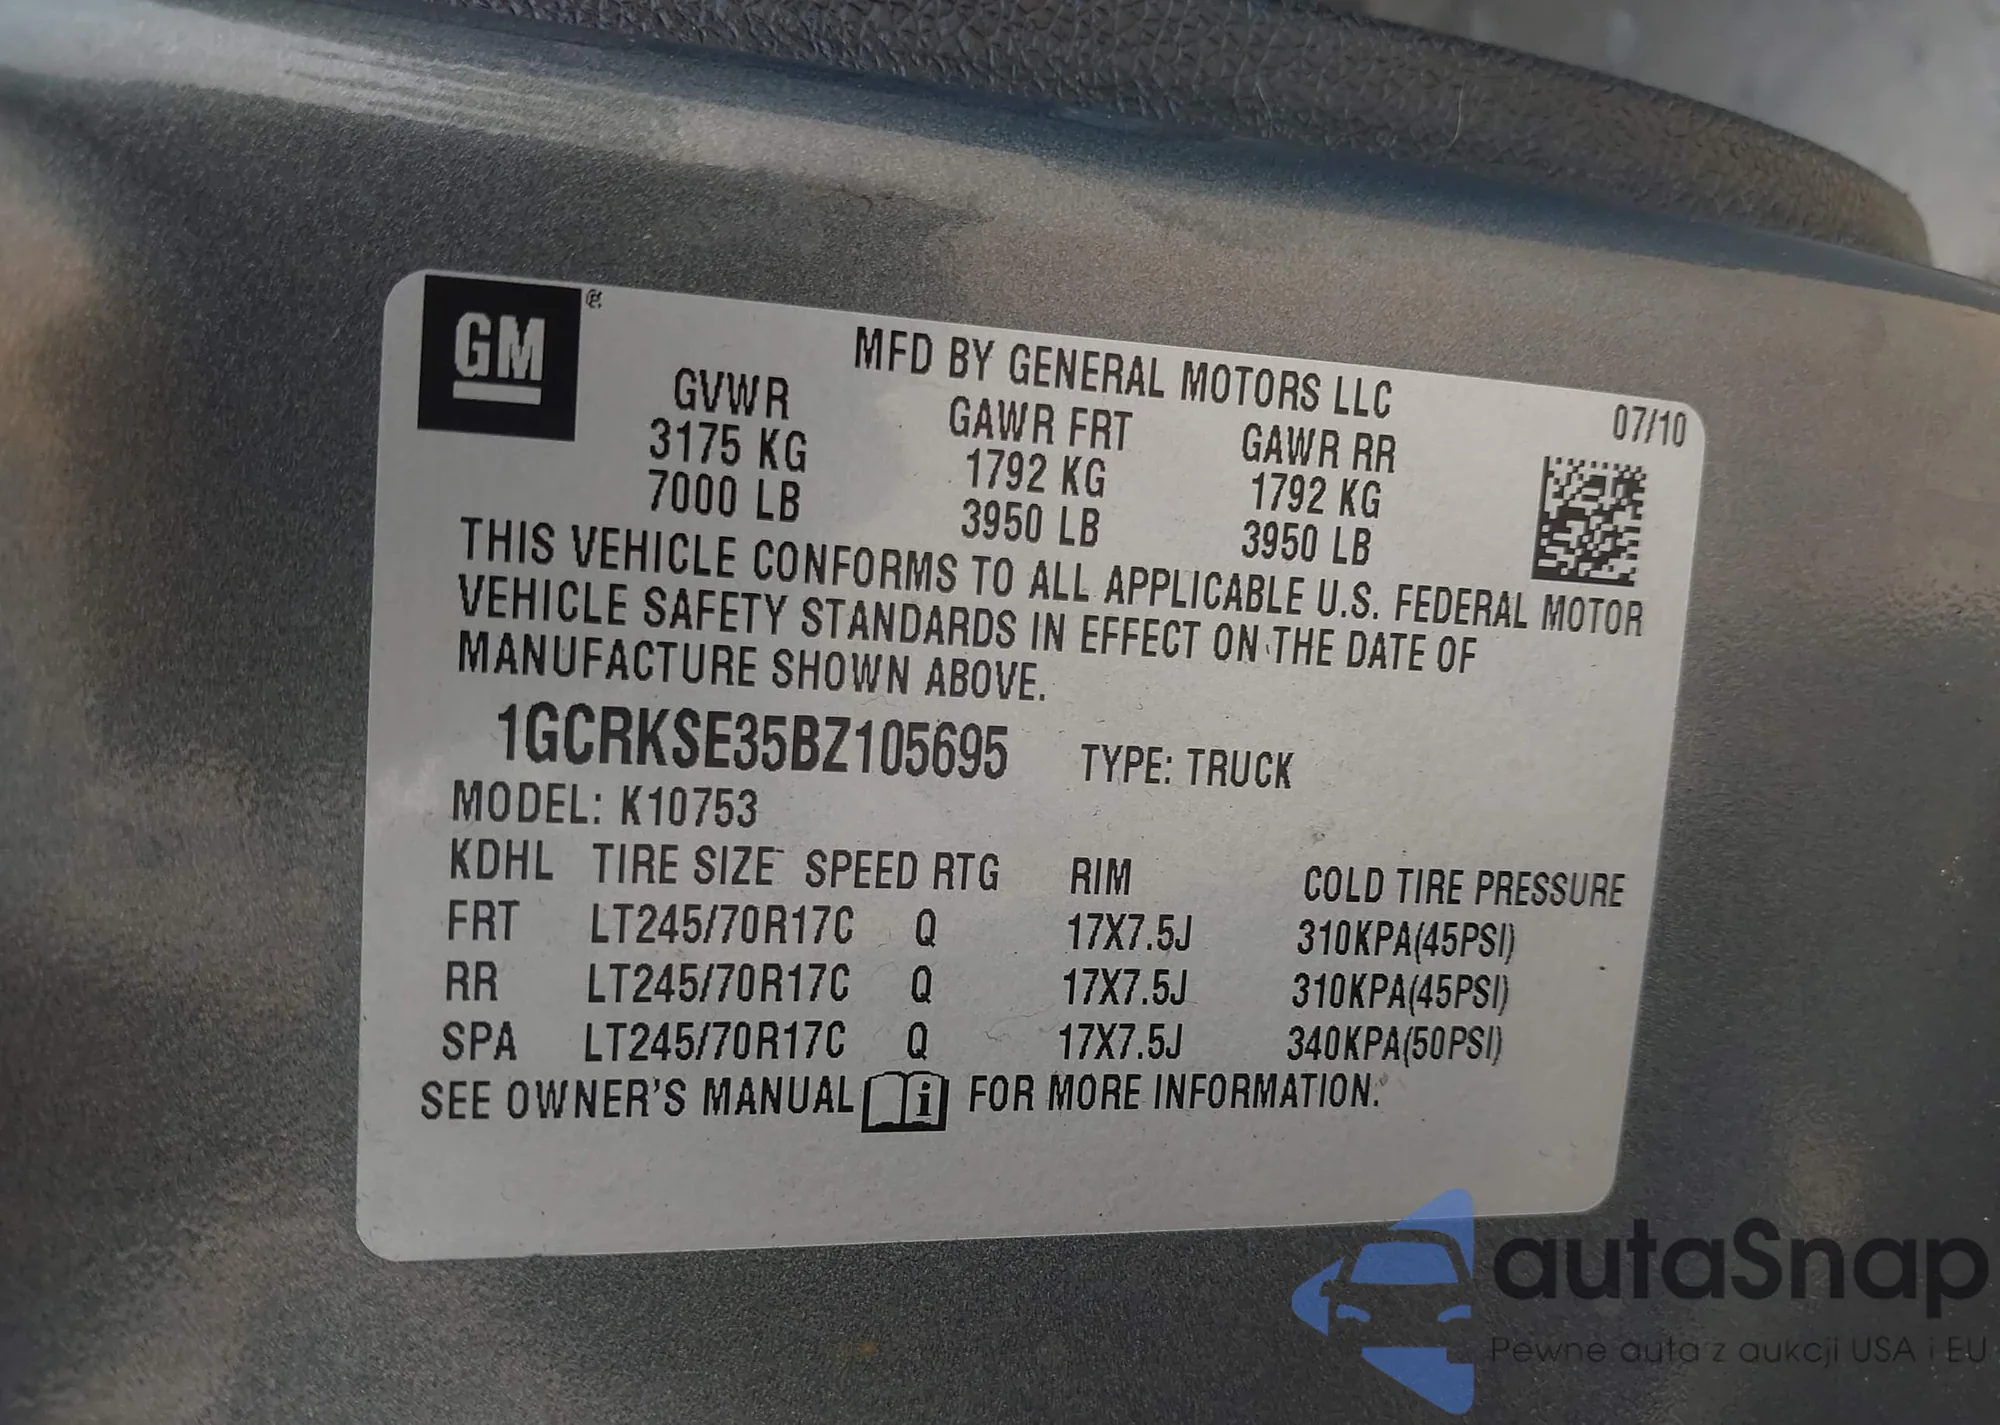 GM
MFD BY GENERAL MOTORS LLC 07/10
GVWR GAWR FRT GAWR RR
3175 KG 1792 KG 1792 KG
7000 LB 3950 LB 3950 LB
THIS VEHICLE CONFORMS TO ALL APPLICABLE U.S. FEDERAL MOTOR
VEHICLE SAFETY STANDARDS IN EFFECT ON THE DATE OF
MANUFACTURE SHOWN ABOVE.
1GCRKSE35BZ105695 TYPE: TRUCK
MODEL: K10753
KDHL TIRE SIZE SPEED RTG RIM COLD TIRE PRESSURE
FRT LT245/70R17C Q 17X7.5J 310KPA(45PSI)
RR LT245/70R17C Q 17X7.5J 310KPA(45PSI)
SPA LT245/70R17C Q 17X7.5J 340KPA(50PSI)
SEE OWNER'S MANUAL i FOR MORE INFORMATION.
autaSnap
Pewne auta z aukcji USA i EU